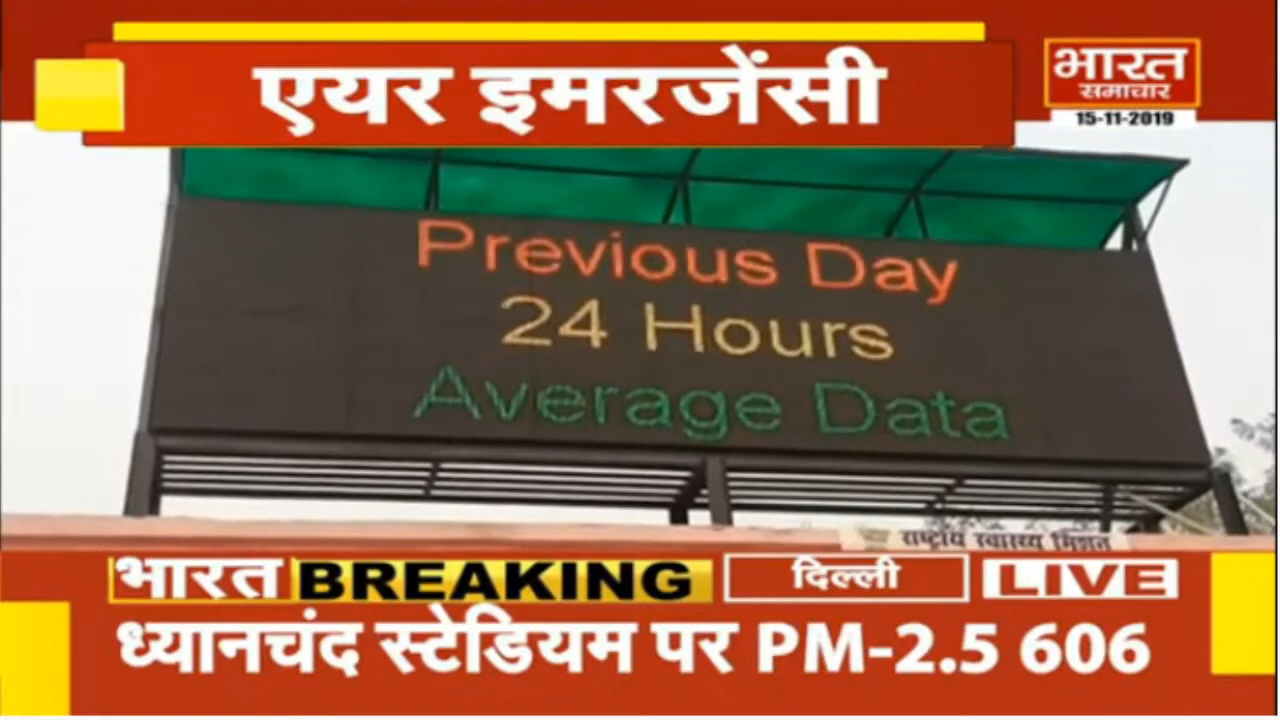 एयर इमरजेंसी
भारत
समाचार
15-11-2019
Previous Day
24 Hours
Average Data
राष्ट्रीय स्वास्थ्य मिशन
भारत BREAKING दिल्ली LIVE
ध्यानचंद स्टेडियम पर PM-2.5 606